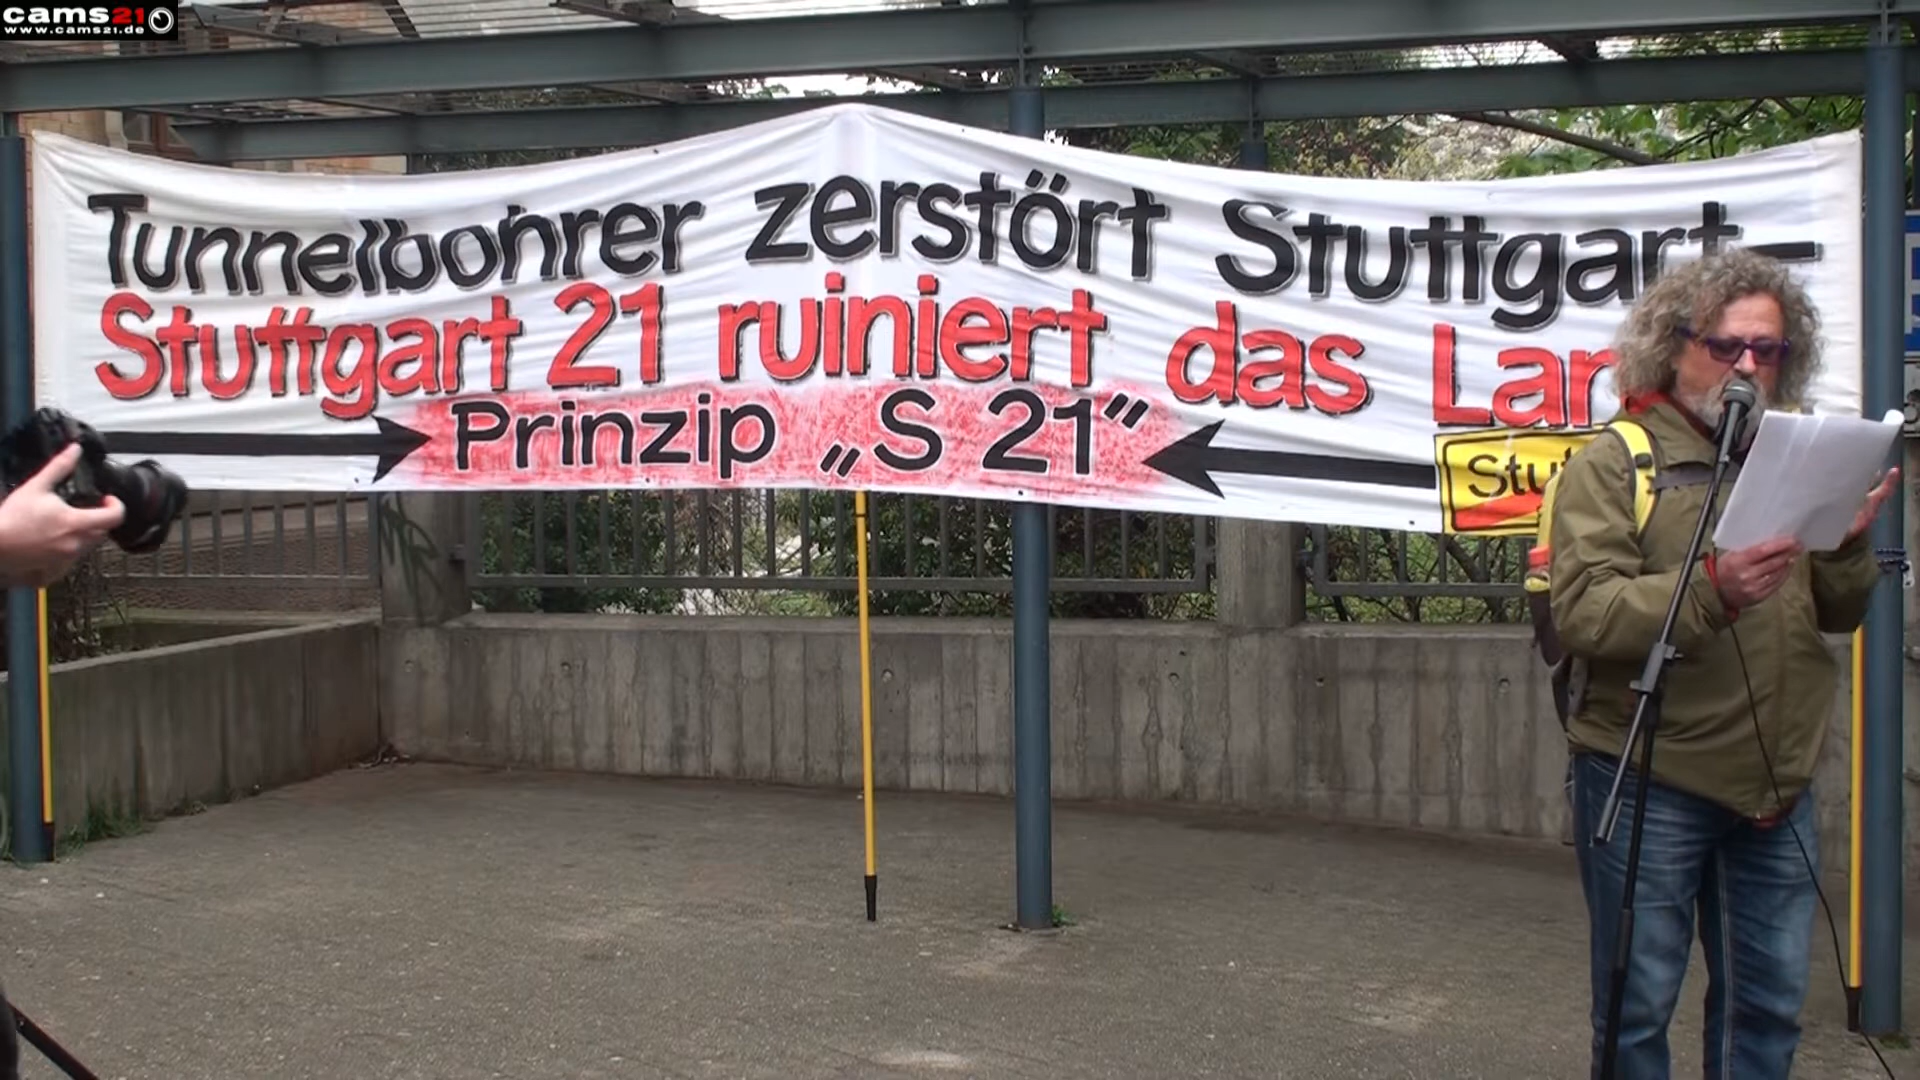 cams21
www.cams21.de
Tunnelbohrer zerstört Stuttgart–
Stuttgart 21 ruiniert das
Prinzip „S 21”